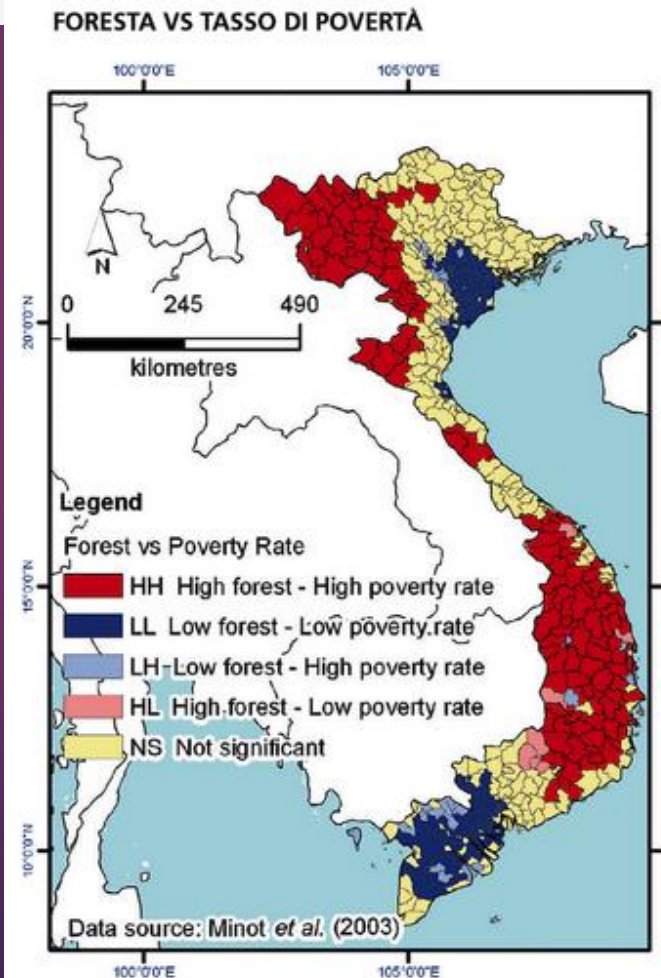 FORESTA VS TASSO DI POVERTÀ
100°0'0"E 105°0'0"E
N
0 245 490
kilometres
20°0'0"N
Legend
Forest vs Poverty Rate
HH High forest - High poverty rate
15°0'0"N
LL Low forest - Low poverty rate
LH Low forest - High poverty rate
HL High forest - Low poverty rate
NS Not significant
10°0'0"N
Data source: Minot et al. (2003)
100°0'0"E 105°0'0"E